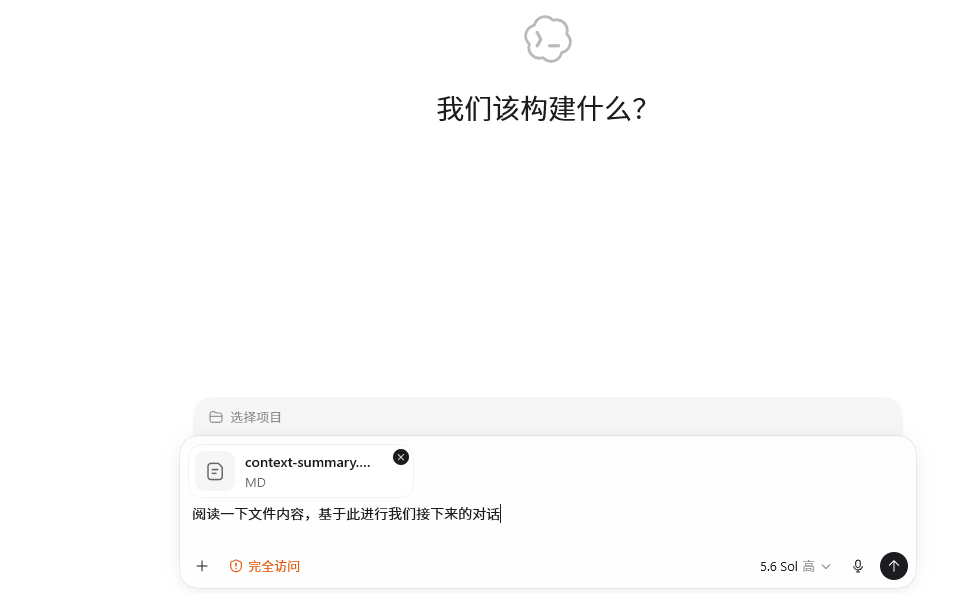 我们该构建什么？
选择项目
context-summary....
MD
阅读一下文件内容，基于此进行我们接下来的对话
完全访问
5.6 Sol 高